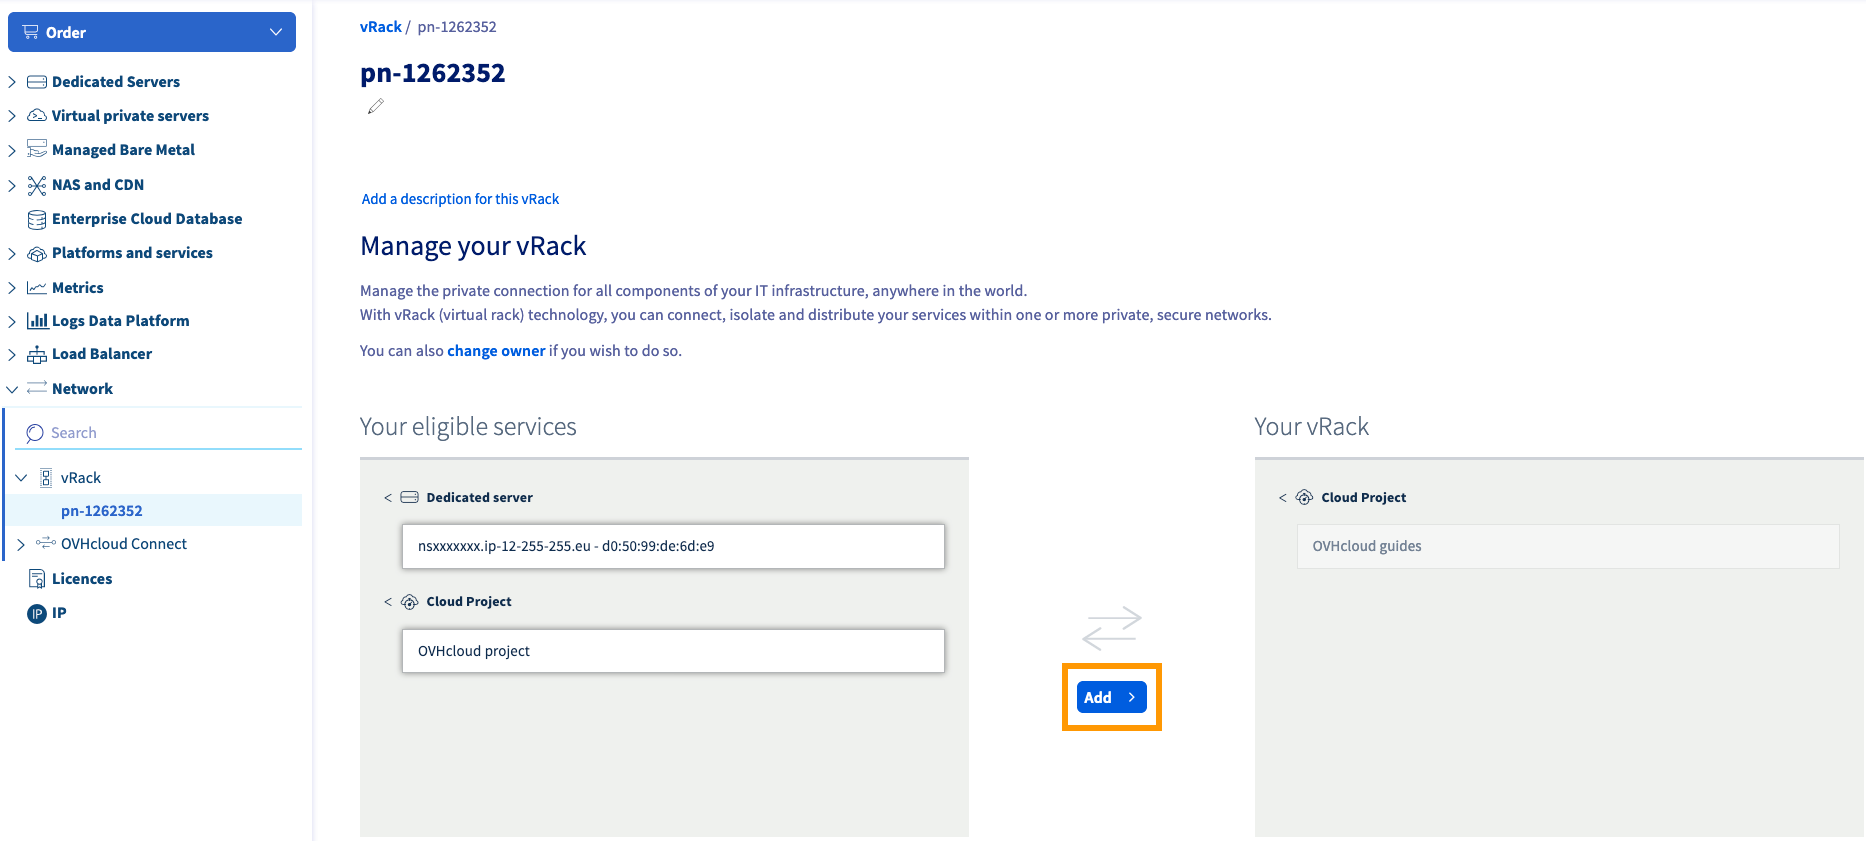 Order
Dedicated Servers
Virtual private servers
Managed Bare Metal
NAS and CDN
Enterprise Cloud Database
Platforms and services
Metrics
Logs Data Platform
Load Balancer
Network
Search
vRack
pn-1262352
OVHcloud Connect
Licences
IP IP
vRack / pn-1262352
pn-1262352
Add a description for this vRack
Manage your vRack
Manage the private connection for all components of your IT infrastructure, anywhere in the world.
With vRack (virtual rack) technology, you can connect, isolate and distribute your services within one or more private, secure networks.
You can also change owner if you wish to do so.
Your eligible services
< Dedicated server
nsxxxxxxx.ip-12-255-255.eu - d0:50:99:de:6d:e9
< Cloud Project
OVHcloud project
Add >
Your vRack
< Cloud Project
OVHcloud guides